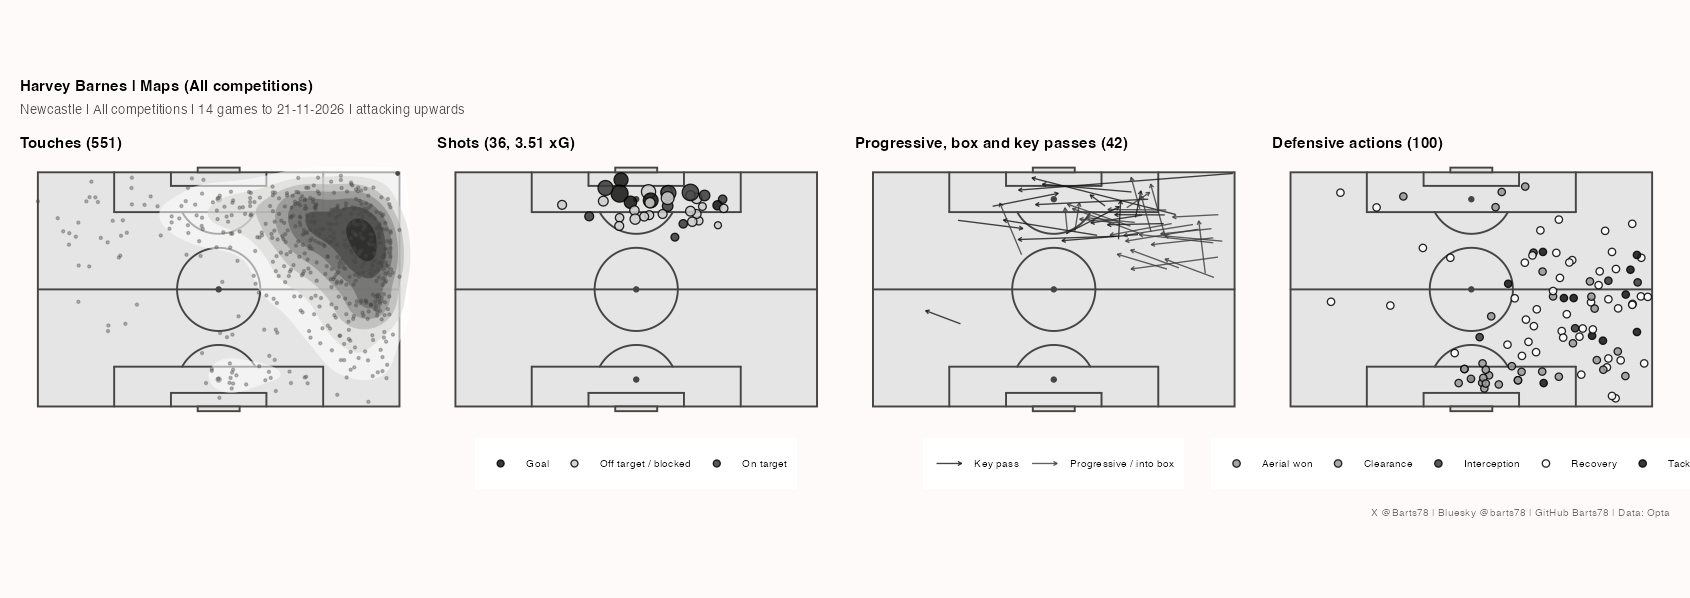 Harvey Barnes | Maps (All competitions)
Newcastle | All competitions | 14 games to 21-11-2026 | attacking upwards
Touches (551)
Shots (36, 3.51 xG)
Progressive, box and key passes (42)
Defensive actions (100)
Goal
Off target / blocked
On target
Key pass
Progressive / into box
Aerial won
Clearance
Interception
Recovery
Tack
X @Barts78 | Bluesky @barts78 | GitHub Barts78 | Data: Opta